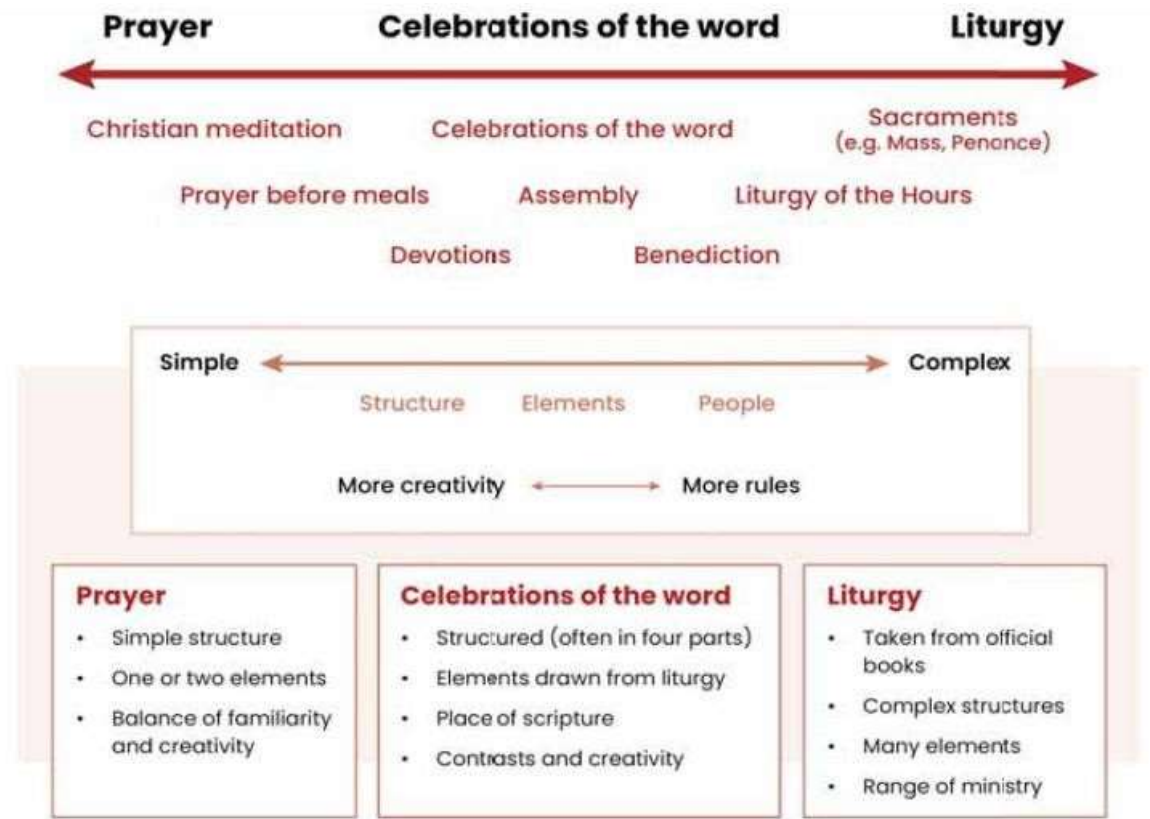 Prayer Celebrations of the word Liturgy
Christian meditation Celebrations of the word Sacraments
(e.g. Mass, Penonce)
Prayer before meals Assembly Liturgy of the Hours
Devotions Benediction
Simple Complex
Structure Elements People
More creativity More rules
Prayer
• Simple structure
• One or two elements
• Balance of familiarity
and creativity
Celebrations of the word
• Structured (often in four parts)
• Elements drawn from liturgy
• Place of scripture
• Contrasts and creativity
Liturgy
• Taken from official
books
• Complex structures
• Many elements
• Range of ministry